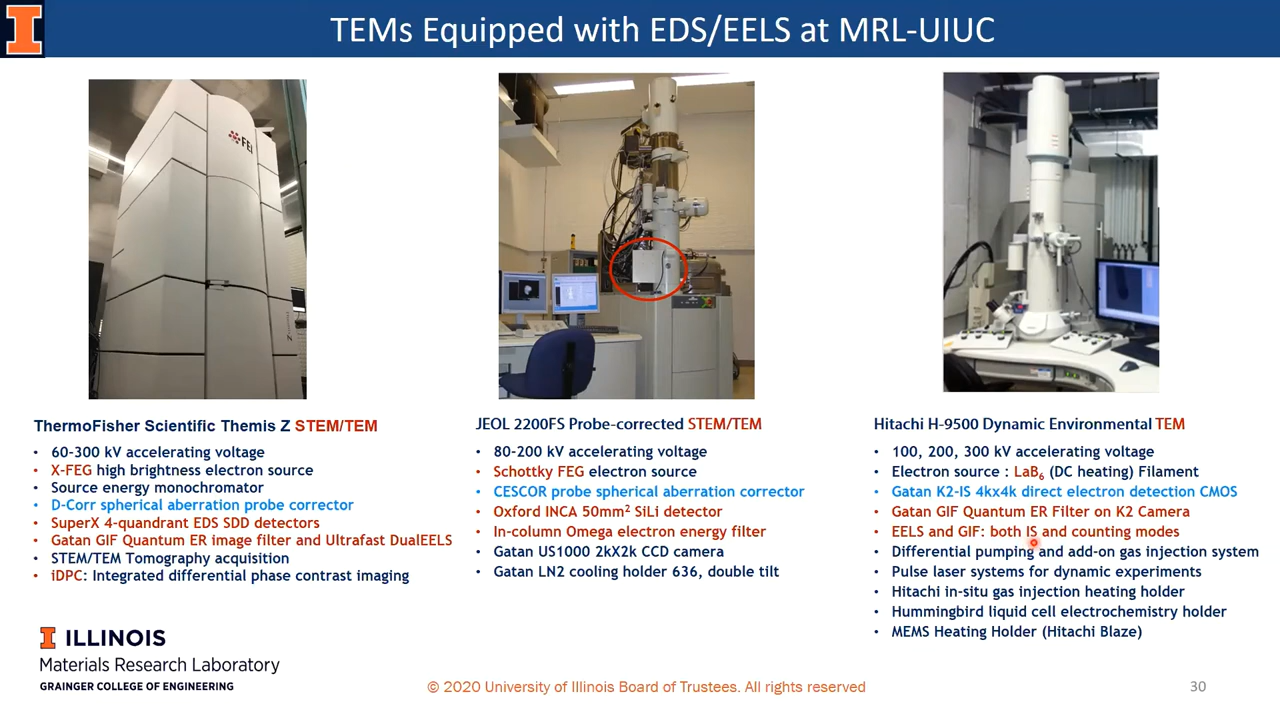 TEMs Equipped with EDS/EELS at MRL-UIUC
FEI
ThermoFisher Scientific Themis Z STEM/TEM
• 60-300 kV accelerating voltage
• X-FEG high brightness electron source
• Source energy monochromator
• D-Corr spherical aberration probe corrector
• SuperX 4-quandrant EDS SDD detectors
• Gatan GIF Quantum ER image filter and Ultrafast DualEELS
• STEM/TEM Tomography acquisition
• iDPC: Integrated differential phase contrast imaging
JEOL 2200FS Probe-corrected STEM/TEM
• 80-200 kV accelerating voltage
• Schottky FEG electron source
• CESCOR probe spherical aberration corrector
• Oxford INCA 50mm² SiLi detector
• In-column Omega electron energy filter
• Gatan US1000 2kX2k CCD camera
• Gatan LN2 cooling holder 636, double tilt
Hitachi H-9500 Dynamic Environmental TEM
• 100, 200, 300 kV accelerating voltage
• Electron source : LaB₆ (DC heating) Filament
• Gatan K2-IS 4kx4k direct electron detection CMOS
• Gatan GIF Quantum ER Filter on K2 Camera
• EELS and GIF: both IS and counting modes
• Differential pumping and add-on gas injection system
• Pulse laser systems for dynamic experiments
• Hitachi in-situ gas injection heating holder
• Hummingbird liquid cell electrochemistry holder
• MEMS Heating Holder (Hitachi Blaze)
I ILLINOIS
Materials Research Laboratory
GRAINGER COLLEGE OF ENGINEERING
© 2020 University of Illinois Board of Trustees. All rights reserved
30